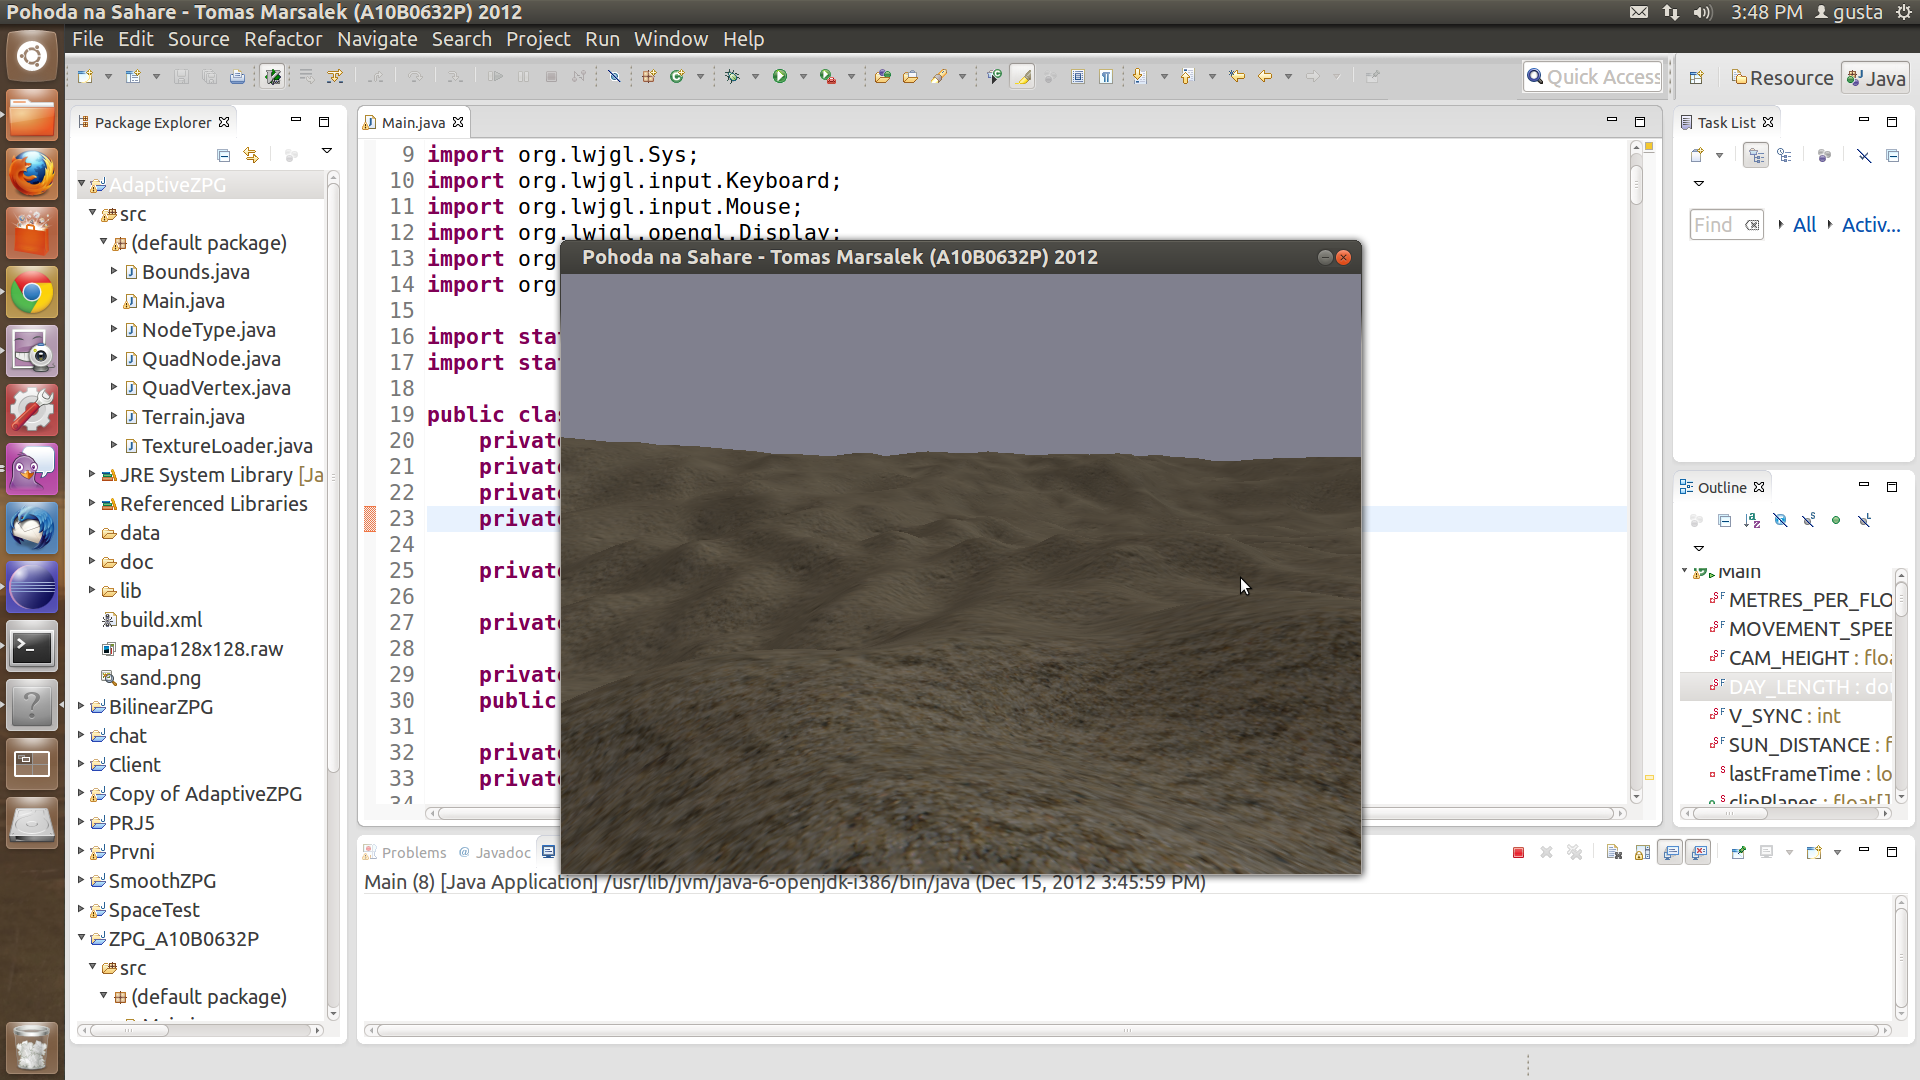 Pohoda na Sahare - Tomas Marsalek (A10B0632P) 2012
3:48 PM gusta
File Edit Source Refactor Navigate Search Project Run Window Help
Quick Access
Resource
Java
Package Explorer
AdaptiveZPG
src
(default package)
Bounds.java
Main.java
NodeType.java
QuadNode.java
QuadVertex.java
Terrain.java
TextureLoader.java
JRE System Library [Ja
Referenced Libraries
data
doc
lib
build.xml
mapa128x128.raw
sand.png
BilinearZPG
chat
Client
Copy of AdaptiveZPG
PRJ5
Prvni
SmoothZPG
SpaceTest
ZPG_A10B0632P
src
(default package)
Main.java
9 import org.lwjgl.Sys;
10 import org.lwjgl.input.Keyboard;
11 import org.lwjgl.input.Mouse;
12 import org.lwjgl.opengl.Display;
13 import org
14 import org
15
16 import sta
17 import sta
18
19 public cla
20 private
21 private
22 private
23 private
24
25 private
26
27 private
28
29 private
30 public
31
32 private
33 private
34
Pohoda na Sahare - Tomas Marsalek (A10B0632P) 2012
Problems
@ Javadoc
Main (8) [Java Application] /usr/lib/jvm/java-6-openjdk-i386/bin/java (Dec 15, 2012 3:45:59 PM)
Task List
Find
All
Activ...
Outline
Main
METRES_PER_FLO
MOVEMENT_SPEE
CAM_HEIGHT : floa
DAY_LENGTH : dou
V_SYNC : int
SUN_DISTANCE : f
lastFrameTime : lo
clipPlanes : float[]